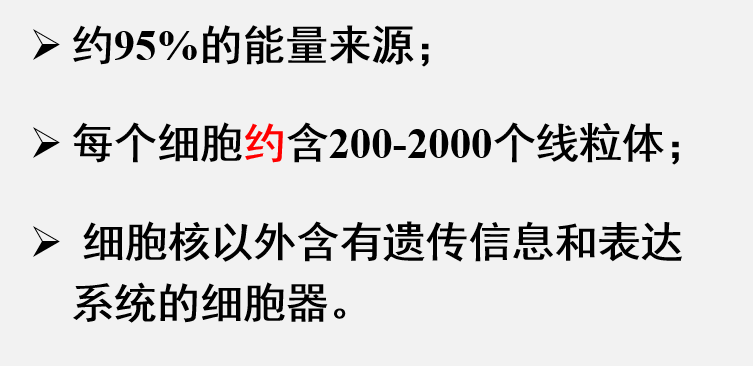 ➢ 约95%的能量来源；
➢ 每个细胞约含200-2000个线粒体；
➢ 细胞核以外含有遗传信息和表达
系统的细胞器。